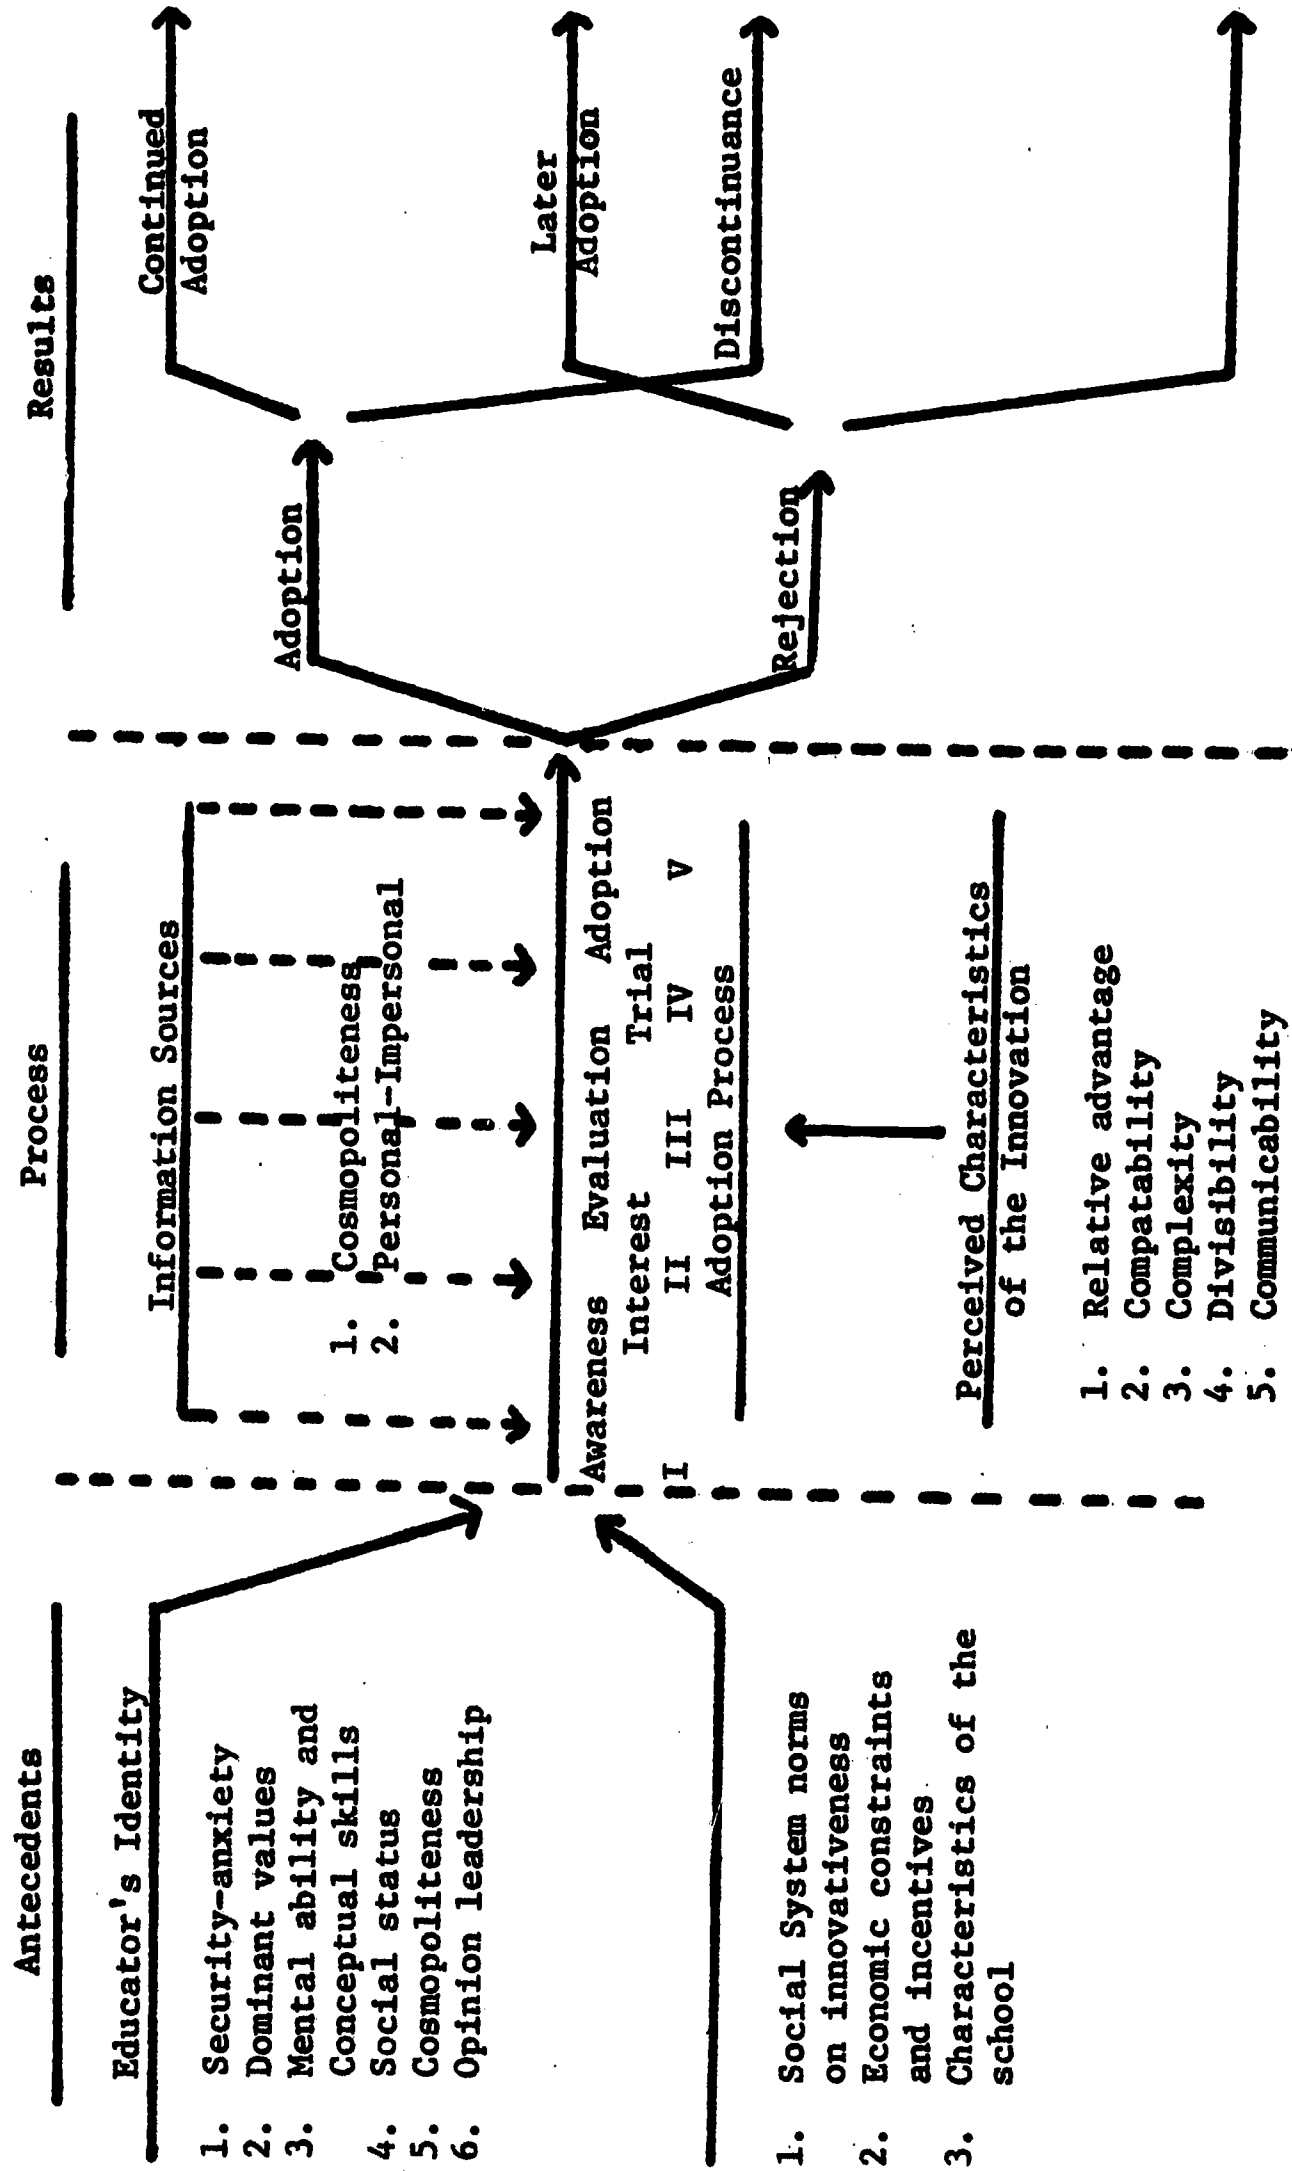 Antecedents
Educator's Identity
1. Security-anxiety
2. Dominant values
3. Mental ability and
Conceptual skills
4. Social status
5. Cosmopoliteness
6. Opinion leadership
1. Social System norms
on innovativeness
2. Economic constraints
and incentives
3. Characteristics of the
school
Process
Information Sources
1. Cosmopoliteness
2. Personal-Impersonal
Awareness Evaluation Adoption
Interest Trial
I II III IV V
Adoption Process
Perceived Characteristics
of the Innovation
1. Relative advantage
2. Compatability
3. Complexity
4. Divisibility
5. Communicability
Results
Adoption
Rejection
Continued
Adoption
Later
Adoption
Discontinuance